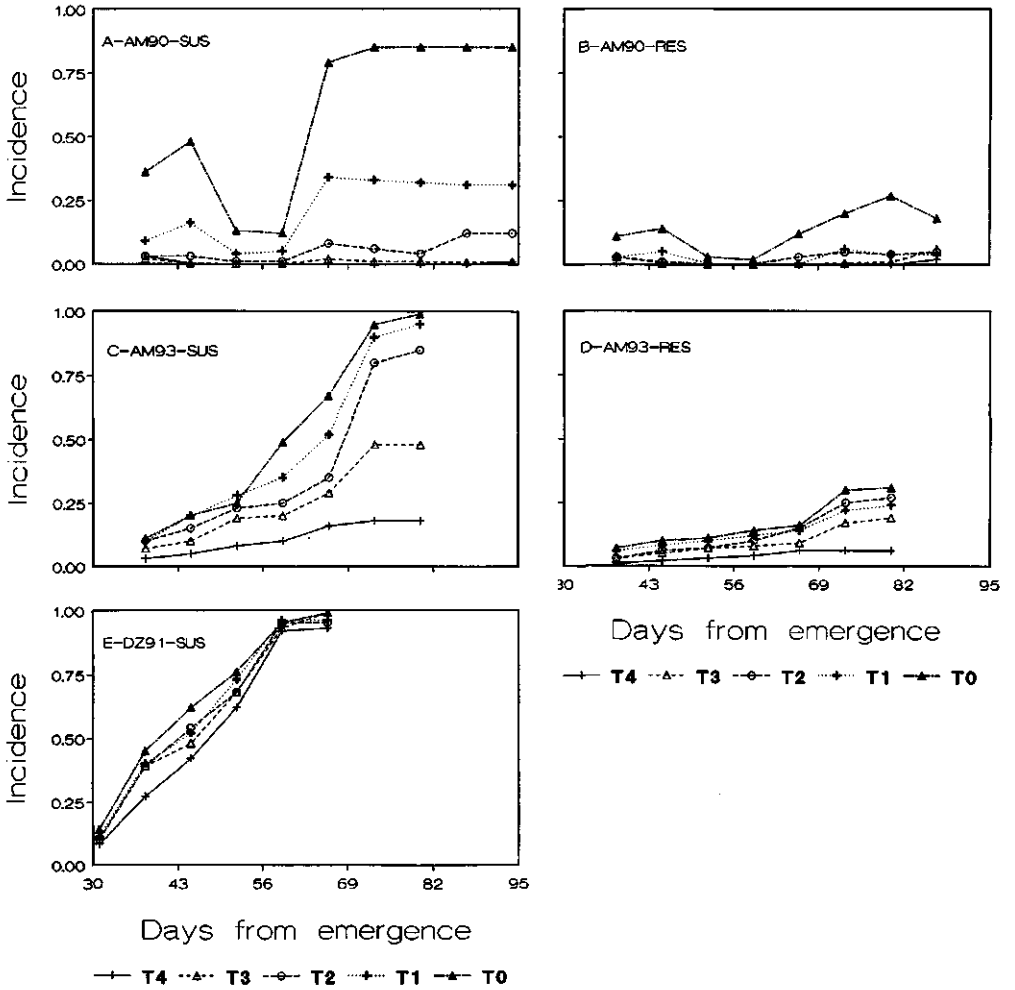 A-AM90-SUS
Incidence
1.00
0.75
0.50
0.25
0.00
B-AM90-RES
C-AM93-SUS
Incidence
1.00
0.75
0.50
0.25
0.00
D-AM93-RES
30 43 56 69 82 95
Days from emergence
T4 T3 T2 T1 T0
E-DZ91-SUS
Incidence
1.00
0.75
0.50
0.25
0.00
30 43 56 69 82 95
Days from emergence
T4 T3 T2 T1 T0